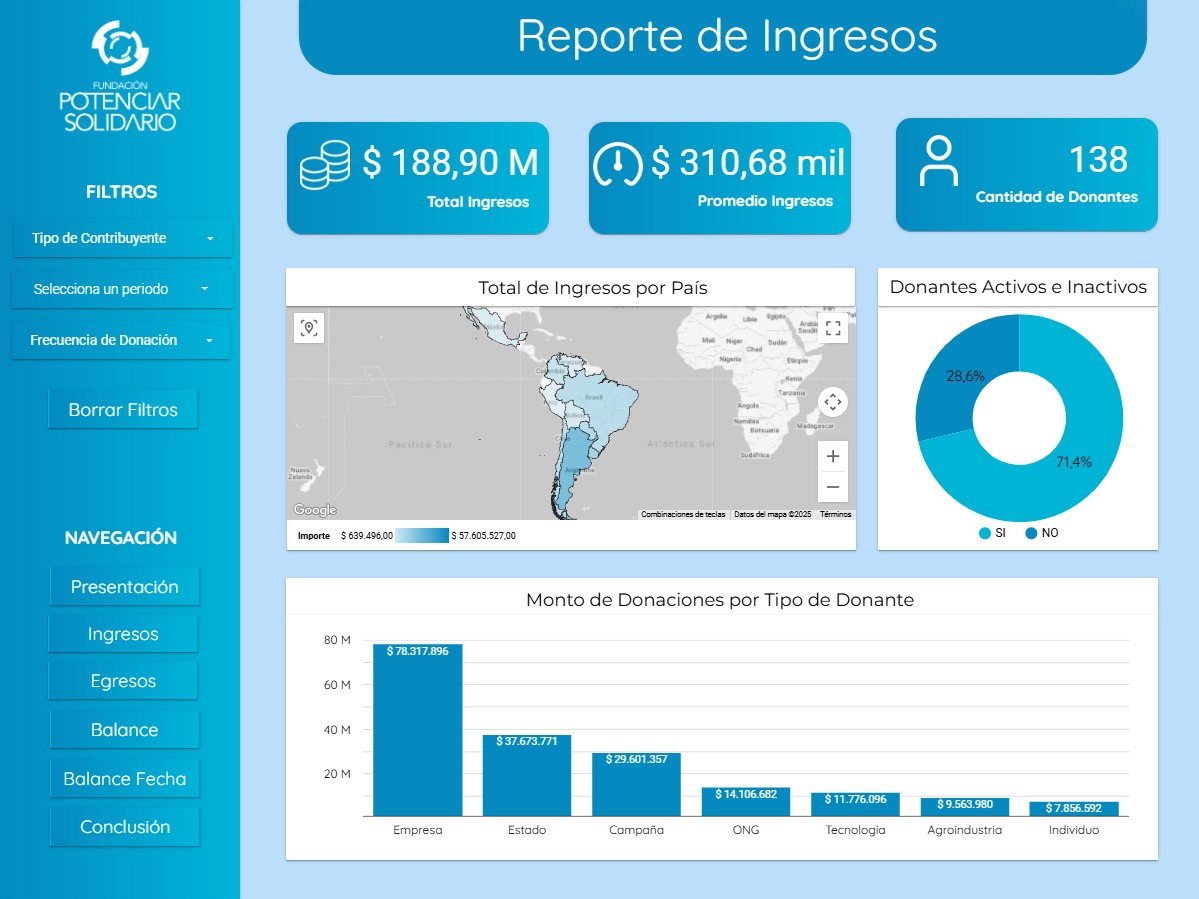 FUNDACIÓN
POTENCIAR
SOLIDARIO
FILTROS
Tipo de Contribuyente
Selecciona un periodo
Frecuencia de Donación
Borrar Filtros
NAVEGACIÓN
Presentación
Ingresos
Egresos
Balance
Balance Fecha
Conclusión
Reporte de Ingresos
$ 188,90 M
Total Ingresos
$ 310,68 mil
Promedio Ingresos
138
Cantidad de Donantes
Total de Ingresos por País
México
Argelia
Libia
Egipto
Malí
Níger
Chad
Sudán
Nigeria
Etiopía
Kenia
Tanzania
Angola
Namibia
Botsuana
Madagascar
Sudáfrica
Brasil
Perú
Pacífico Sur
Atlántico Sur
Nueva
Zelanda
Google
Combinaciones de teclas
Datos del mapa ©2025
Términos
Importe $ 639.496,00 $ 57.605.527,00
Donantes Activos e Inactivos
28,6%
71,4%
SI NO
Monto de Donaciones por Tipo de Donante
80 M
60 M
40 M
20 M
$ 78.317.896
$ 37.673.771
$ 29.601.357
$ 14.106.682
$ 11.776.096
$ 9.563.980
$ 7.856.592
Empresa
Estado
Campaña
ONG
Tecnología
Agroindustria
Individuo